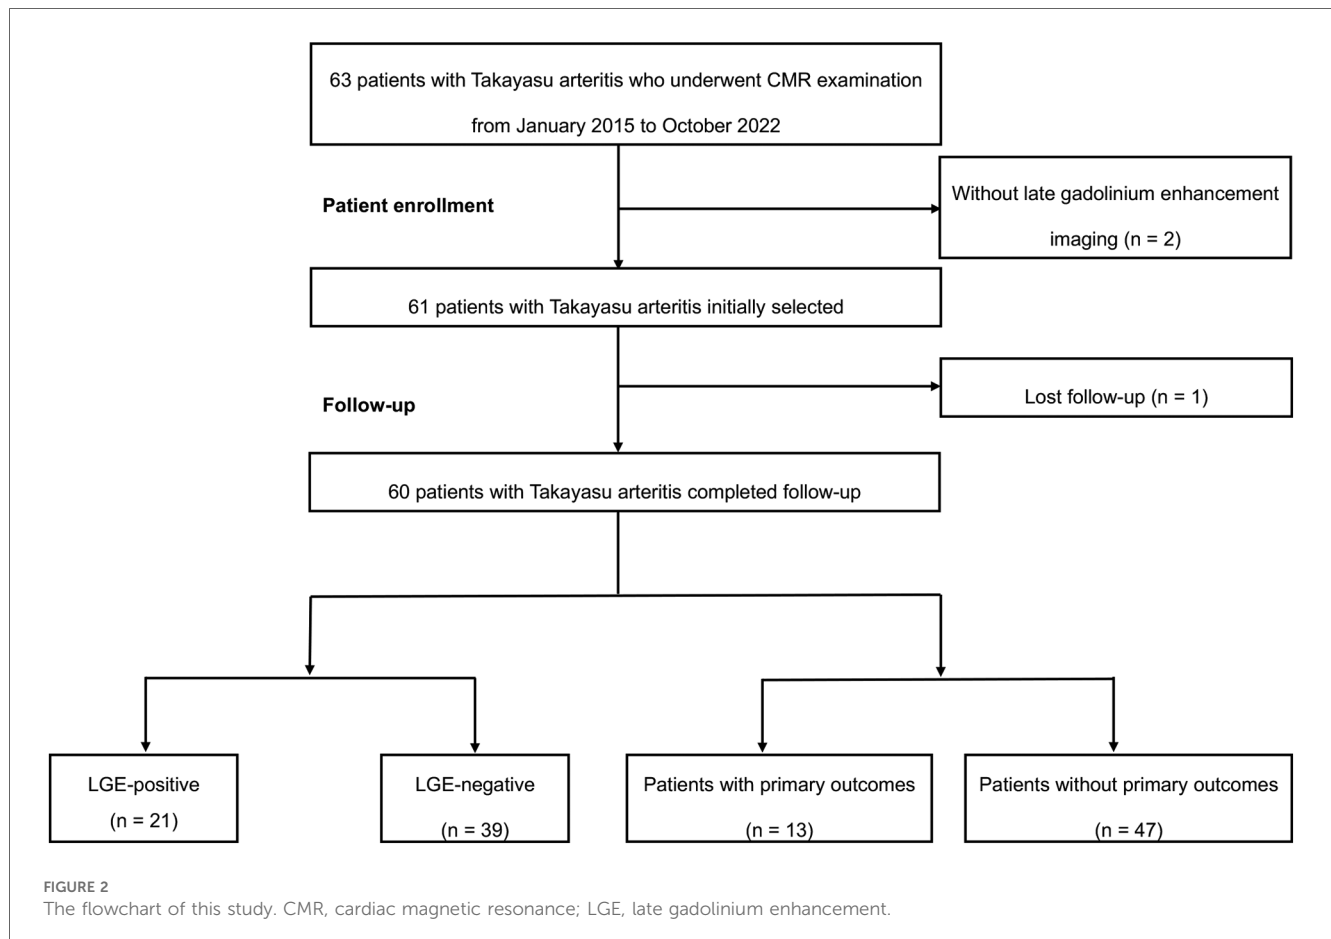 63 patients with Takayasu arteritis who underwent CMR examination
from January 2015 to October 2022
Patient enrollment
Without late gadolinium enhancement
imaging (n = 2)
61 patients with Takayasu arteritis initially selected
Follow-up
Lost follow-up (n = 1)
60 patients with Takayasu arteritis completed follow-up
LGE-positive
(n = 21)
LGE-negative
(n = 39)
Patients with primary outcomes
(n = 13)
Patients without primary outcomes
(n = 47)
FIGURE 2
The flowchart of this study. CMR, cardiac magnetic resonance; LGE, late gadolinium enhancement.